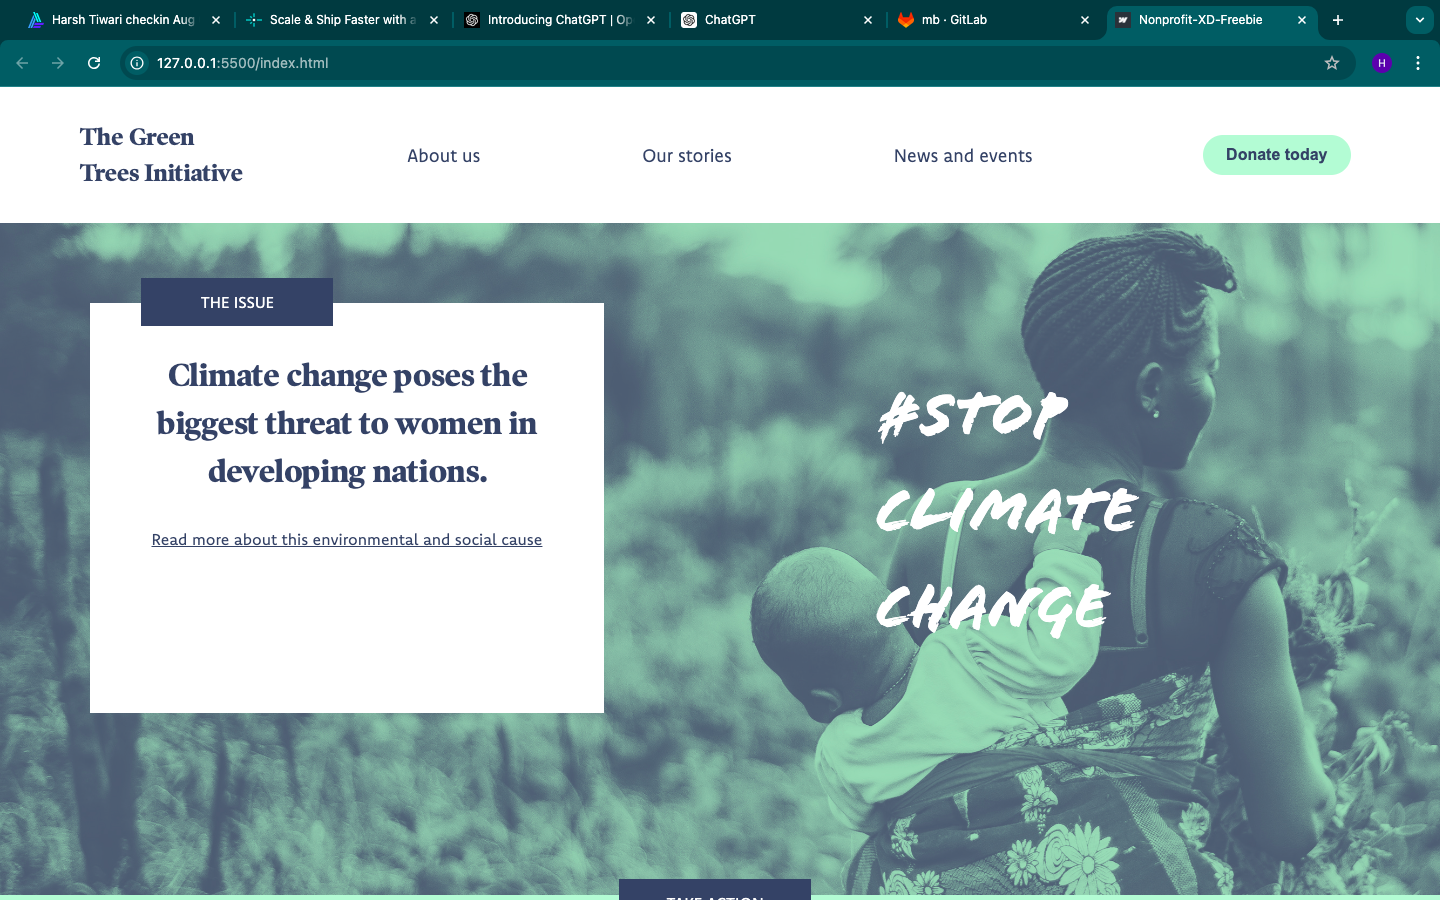 Harsh Tiwari checkin Aug
Scale & Ship Faster with a
Introducing ChatGPT | Op
ChatGPT
mb · GitLab
Nonprofit-XD-Freebie
127.0.0.1:5500/index.html
H
The Green
Trees Initiative
About us
Our stories
News and events
Donate today
THE ISSUE
Climate change poses the
biggest threat to women in
developing nations.
Read more about this environmental and social cause
#STOP
CLIMATE
CHANGE
TAKE ACTION